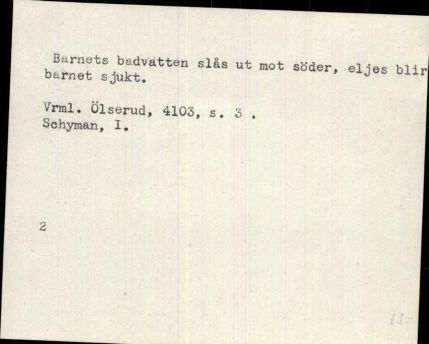 Barnets badvatten slås ut mot söder, eljes blir
barnet sjukt.
Vrml. Ölserud, 4103, s. 3 .
Schyman, I.
2